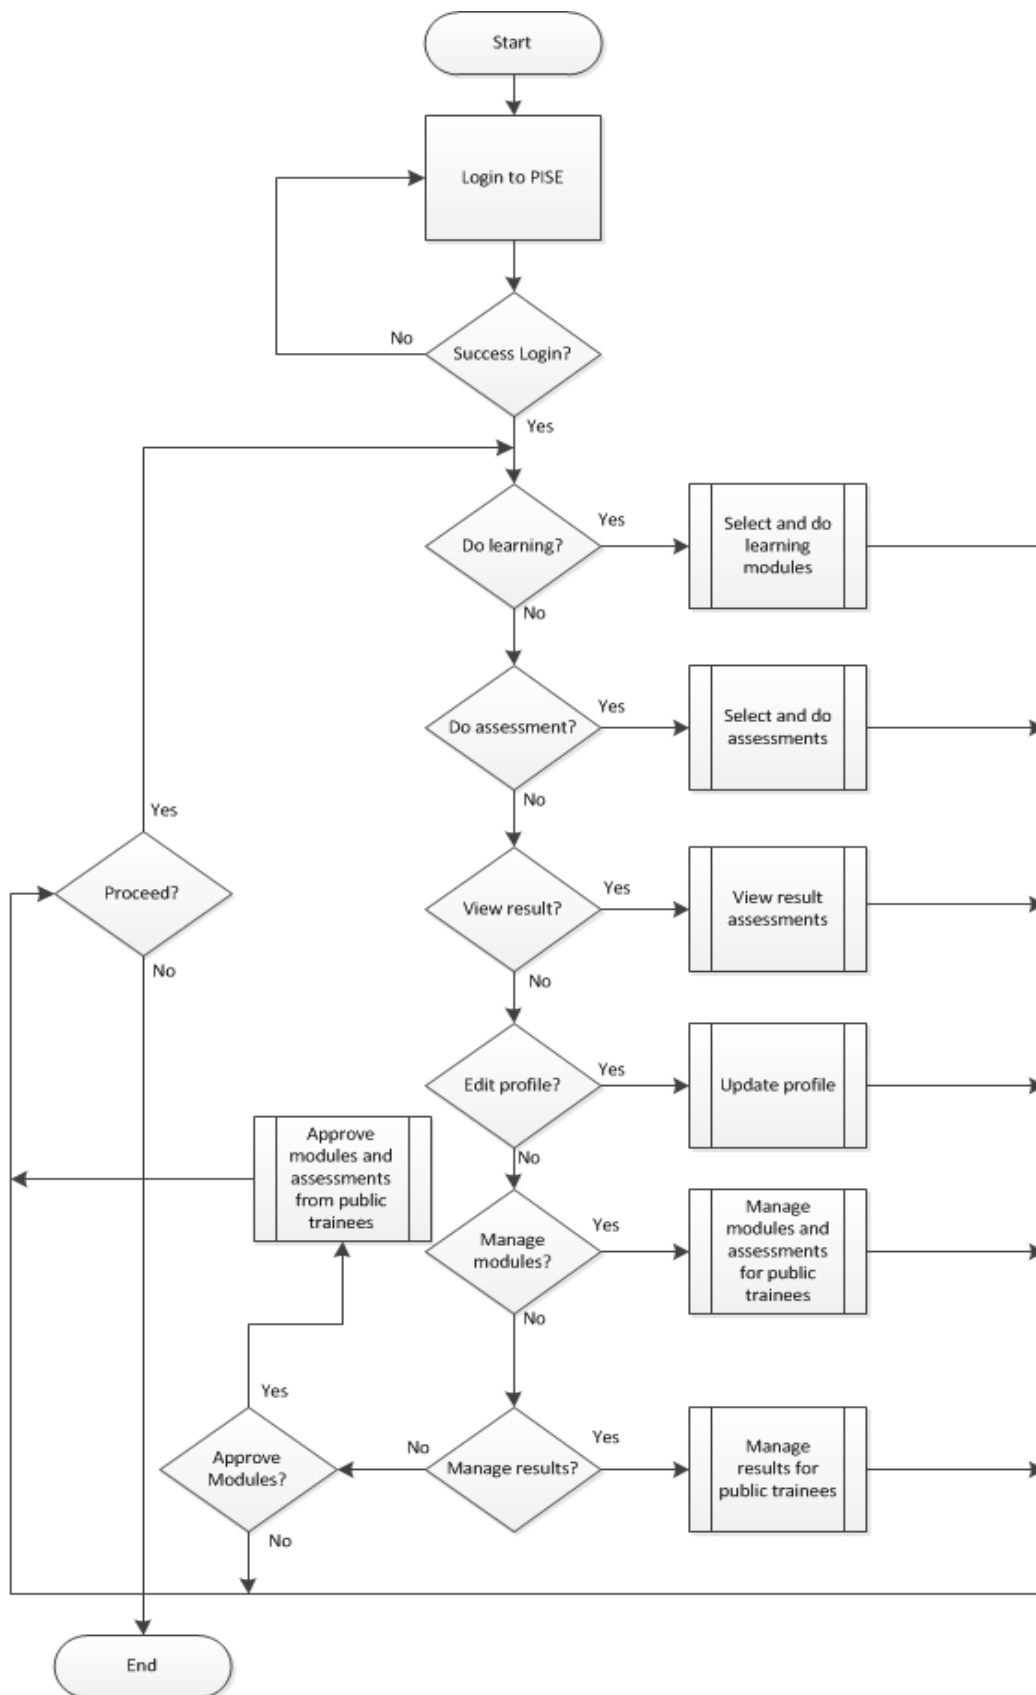 Start
Login to PISE
No
Success Login?
Yes
Do learning?
Yes
Select and do
learning
modules
No
Do assessment?
Yes
Select and do
assessments
No
Yes
Proceed?
No
View result?
Yes
View result
assessments
No
Edit profile?
Yes
Update profile
No
Approve
modules and
assessments
from public
trainees
Manage
modules?
Yes
Manage
modules and
assessments
for public
trainees
No
Yes
Approve
Modules?
No
No
Manage results?
Yes
Manage
results for
public trainees
End